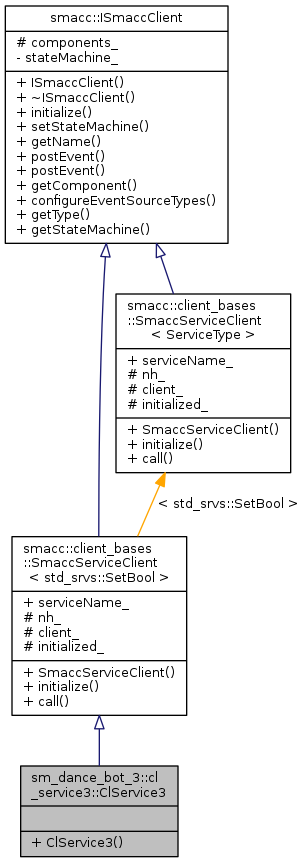 smacc::ISmaccClient
# components_
- stateMachine_
+ ISmaccClient()
+ ~ISmaccClient()
+ initialize()
+ setStateMachine()
+ getName()
+ postEvent()
+ postEvent()
+ getComponent()
+ configureEventSourceTypes()
+ getType()
+ getStateMachine()
smacc::client_bases
::SmaccServiceClient
< ServiceType >
+ serviceName_
# nh_
# client_
# initialized_
+ SmaccServiceClient()
+ initialize()
+ call()
< std_srvs::SetBool >
smacc::client_bases
::SmaccServiceClient
< std_srvs::SetBool >
+ serviceName_
# nh_
# client_
# initialized_
+ SmaccServiceClient()
+ initialize()
+ call()
sm_dance_bot_3::cl
_service3::ClService3
+ ClService3()